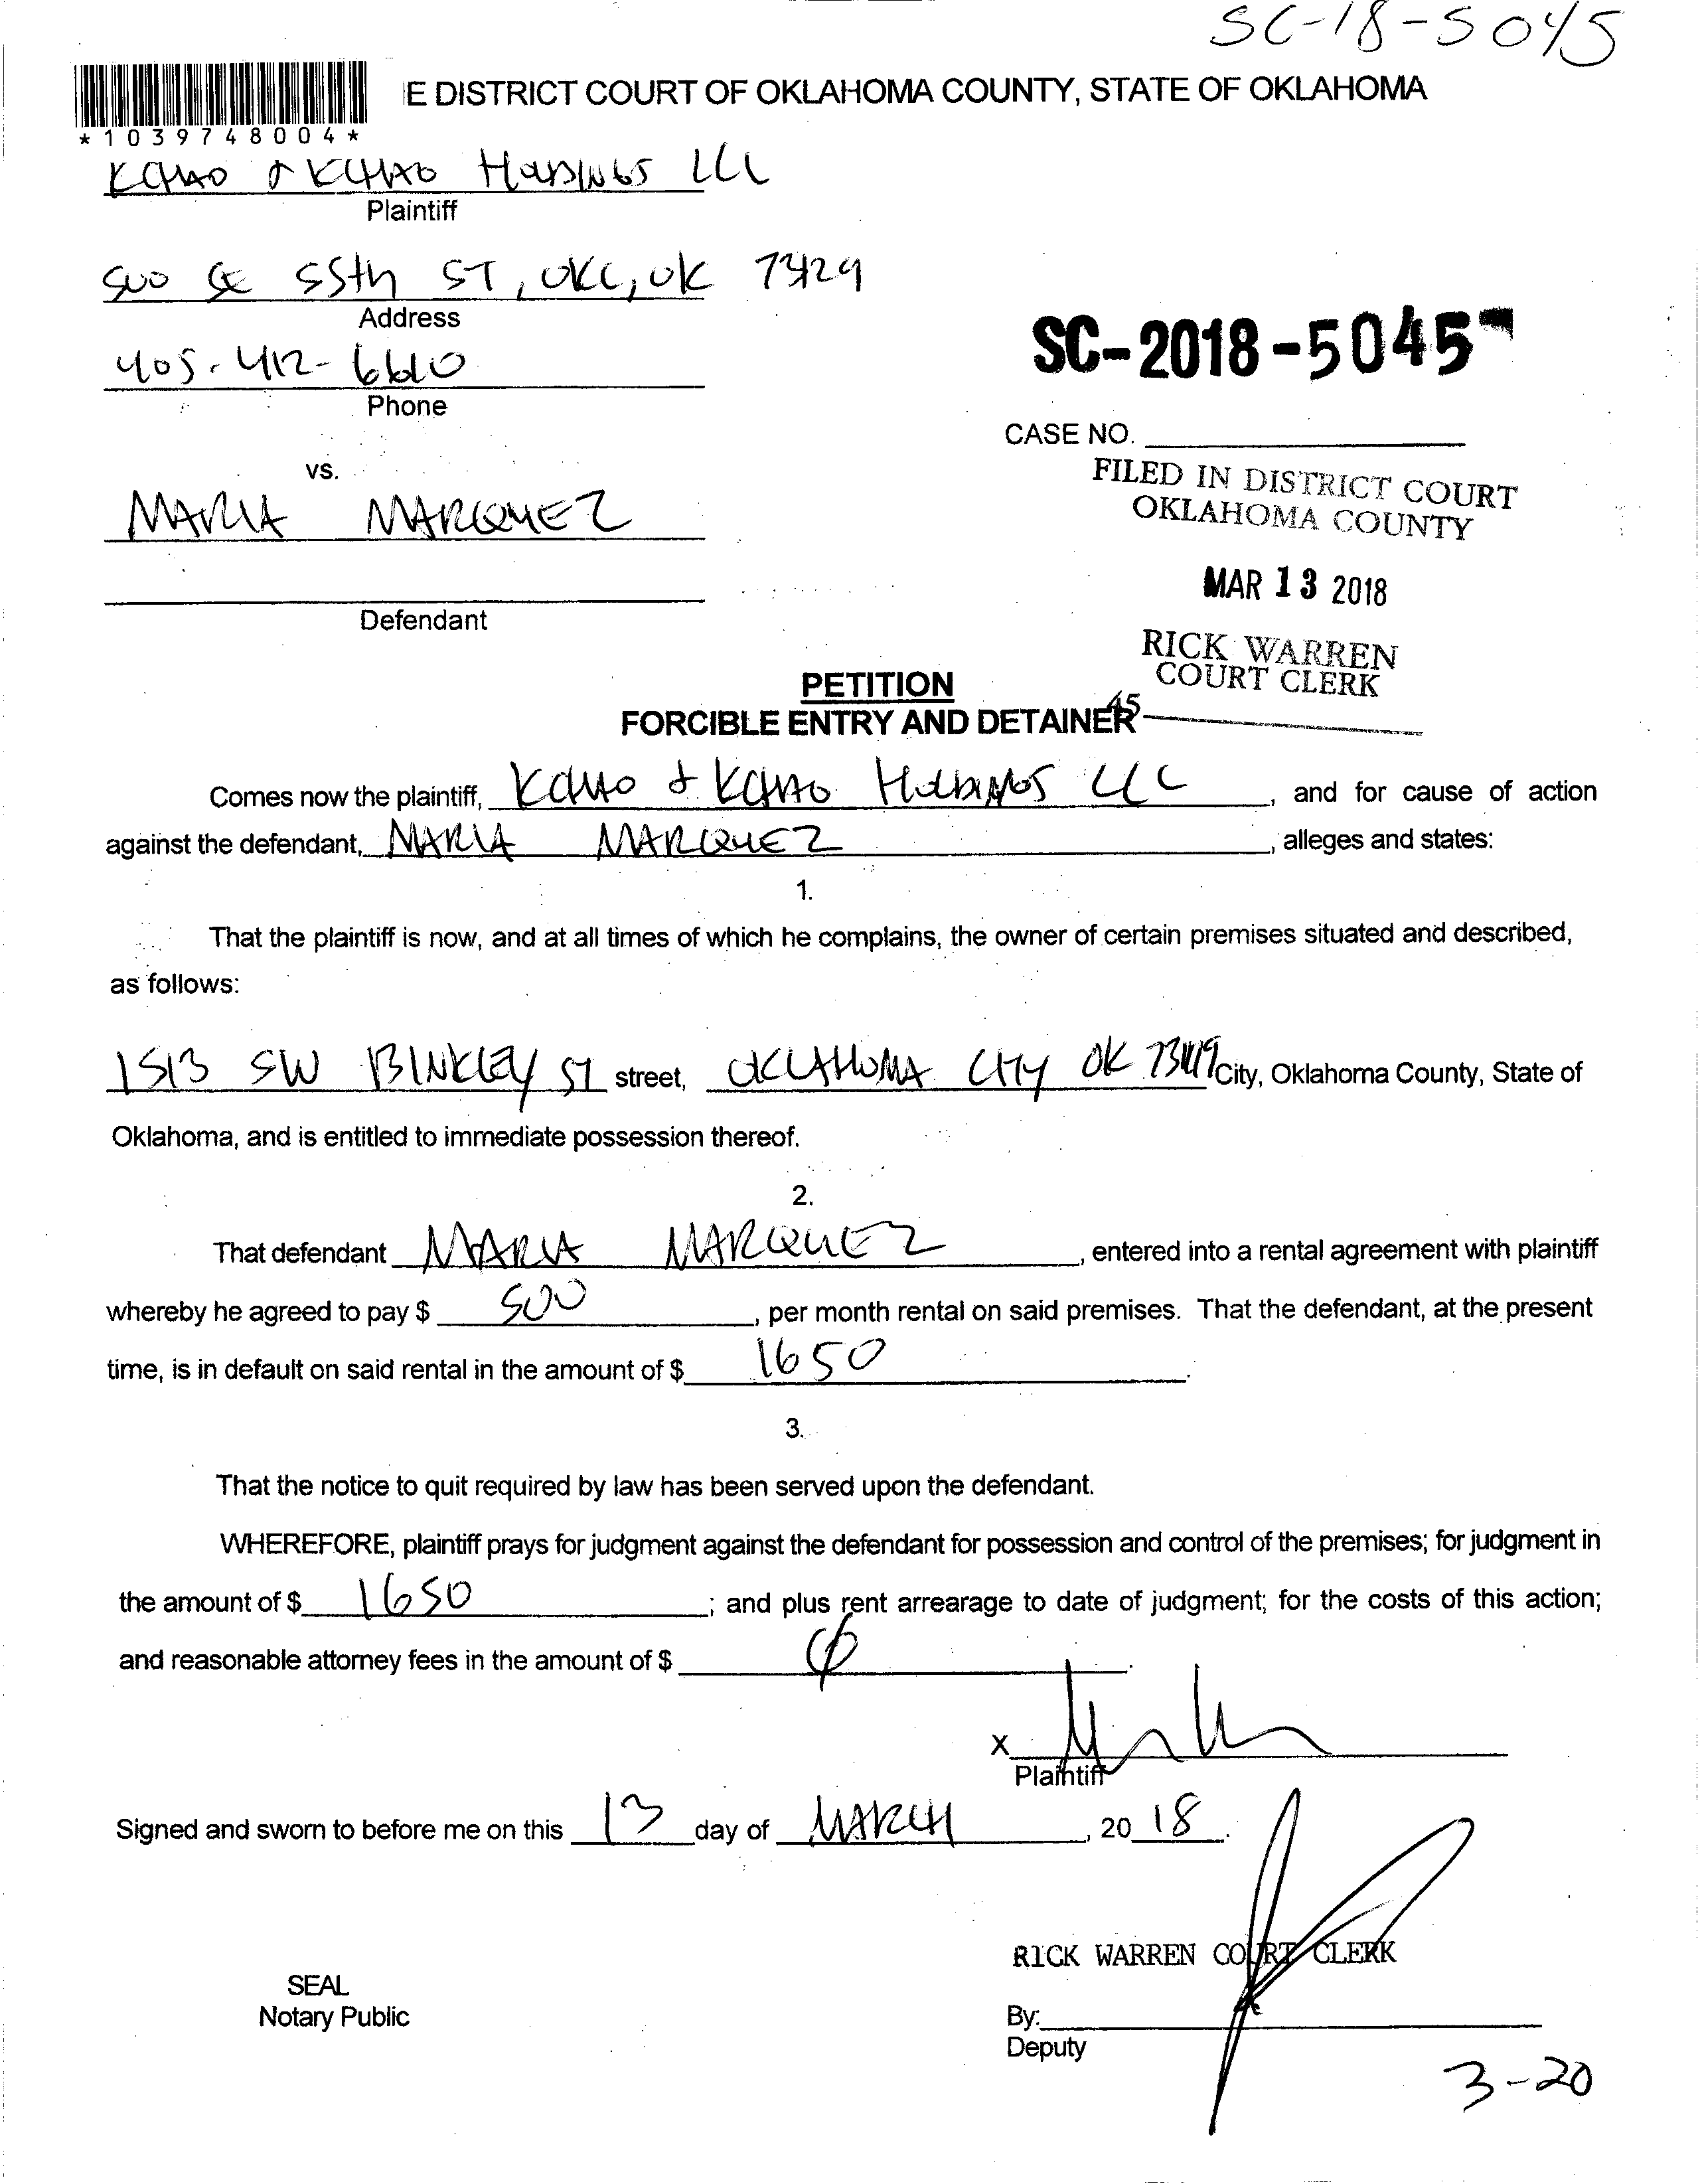 SC-18-5045
E DISTRICT COURT OF OKLAHOMA COUNTY, STATE OF OKLAHOMA
*1039748004*
KCHAO & KCHAO HOLDINGS LLC
Plaintiff
500 SE 55th ST, OKC, OK 73129
Address
405-412-6610
Phone
SC-2018-5045
CASE NO.
FILED IN DISTRICT COURT
OKLAHOMA COUNTY
vs.
MARIA MARQUEZ
MAR 13 2018
Defendant
RICK WARREN
COURT CLERK
PETITION
45
FORCIBLE ENTRY AND DETAINER
Comes now the plaintiff, KCHAO & KCHAO HOLDINGS LLC, and for cause of action
against the defendant, MARIA MARQUEZ, alleges and states:
1.
That the plaintiff is now, and at all times of which he complains, the owner of certain premises situated and described,
as follows:
1513 SW BINKLEY ST street, OKLAHOMA CITY OK 73119 City, Oklahoma County, State of
Oklahoma, and is entitled to immediate possession thereof.
2.
That defendant MARIA MARQUEZ, entered into a rental agreement with plaintiff
whereby he agreed to pay $ 500, per month rental on said premises. That the defendant, at the present
time, is in default on said rental in the amount of $ 1650.
3.
That the notice to quit required by law has been served upon the defendant.
WHEREFORE, plaintiff prays for judgment against the defendant for possession and control of the premises; for judgment in
the amount of $ 1650; and plus rent arrearage to date of judgment; for the costs of this action;
and reasonable attorney fees in the amount of $ ϕ.
X
Plaintiff
Signed and sworn to before me on this 13 day of MARCH, 20 18.
RICK WARREN COURT CLERK
SEAL
Notary Public
By:
Deputy
3-20